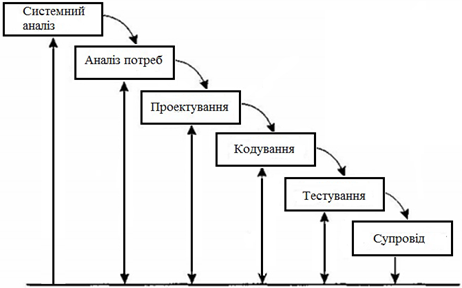 Системний
аналіз
Аналіз потреб
Проектування
Кодування
Тестування
Супровід